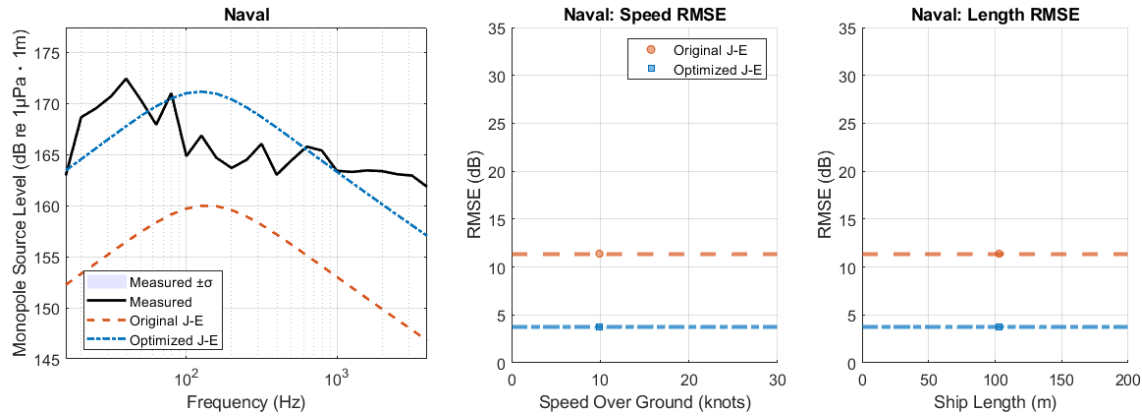 Naval
Monopole Source Level (dB re 1μPa · 1m)
175
170
165
160
155
150
145
10²
10³
Frequency (Hz)
Measured ±σ
Measured
Original J-E
Optimized J-E
Naval: Speed RMSE
RMSE (dB)
35
30
25
20
15
10
5
0
0
10
20
30
Speed Over Ground (knots)
Original J-E
Optimized J-E
Naval: Length RMSE
RMSE (dB)
35
30
25
20
15
10
5
0
0
50
100
150
200
Ship Length (m)